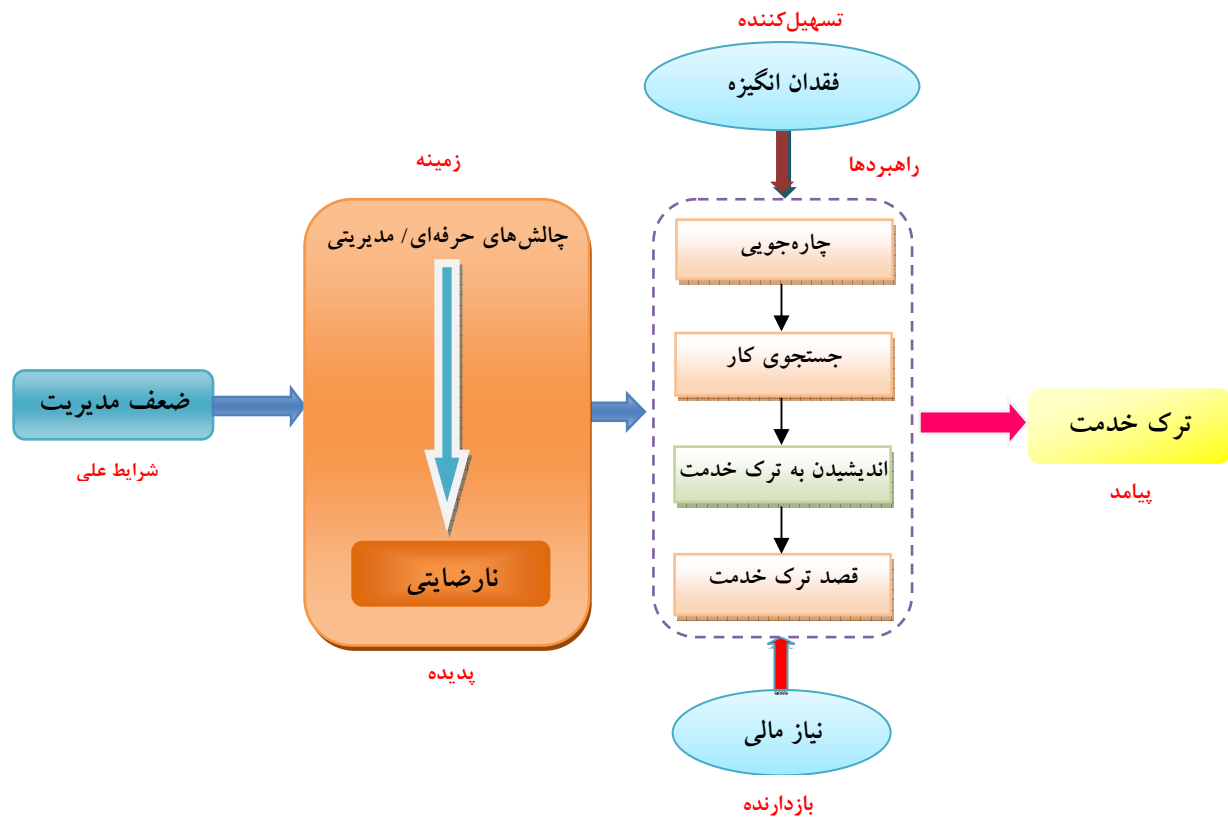 تسهیل‌کننده
فقدان انگیزه
راهبردها
زمینه
چالش‌های حرفه‌ای/ مدیریتی
نارضایتی
پدیده
ضعف مدیریت
شرایط علی
چاره‌جویی
جستجوی کار
اندیشیدن به ترک خدمت
قصد ترک خدمت
نیاز مالی
بازدارنده
ترک خدمت
پیامد